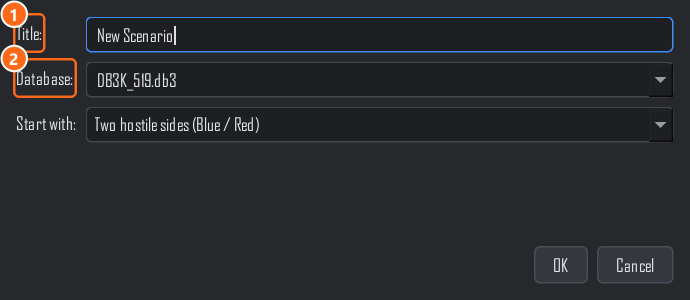 1
Title: New Scenario
2
Database: DB3K_519.db3
Start with: Two hostile sides (Blue / Red)
OK Cancel